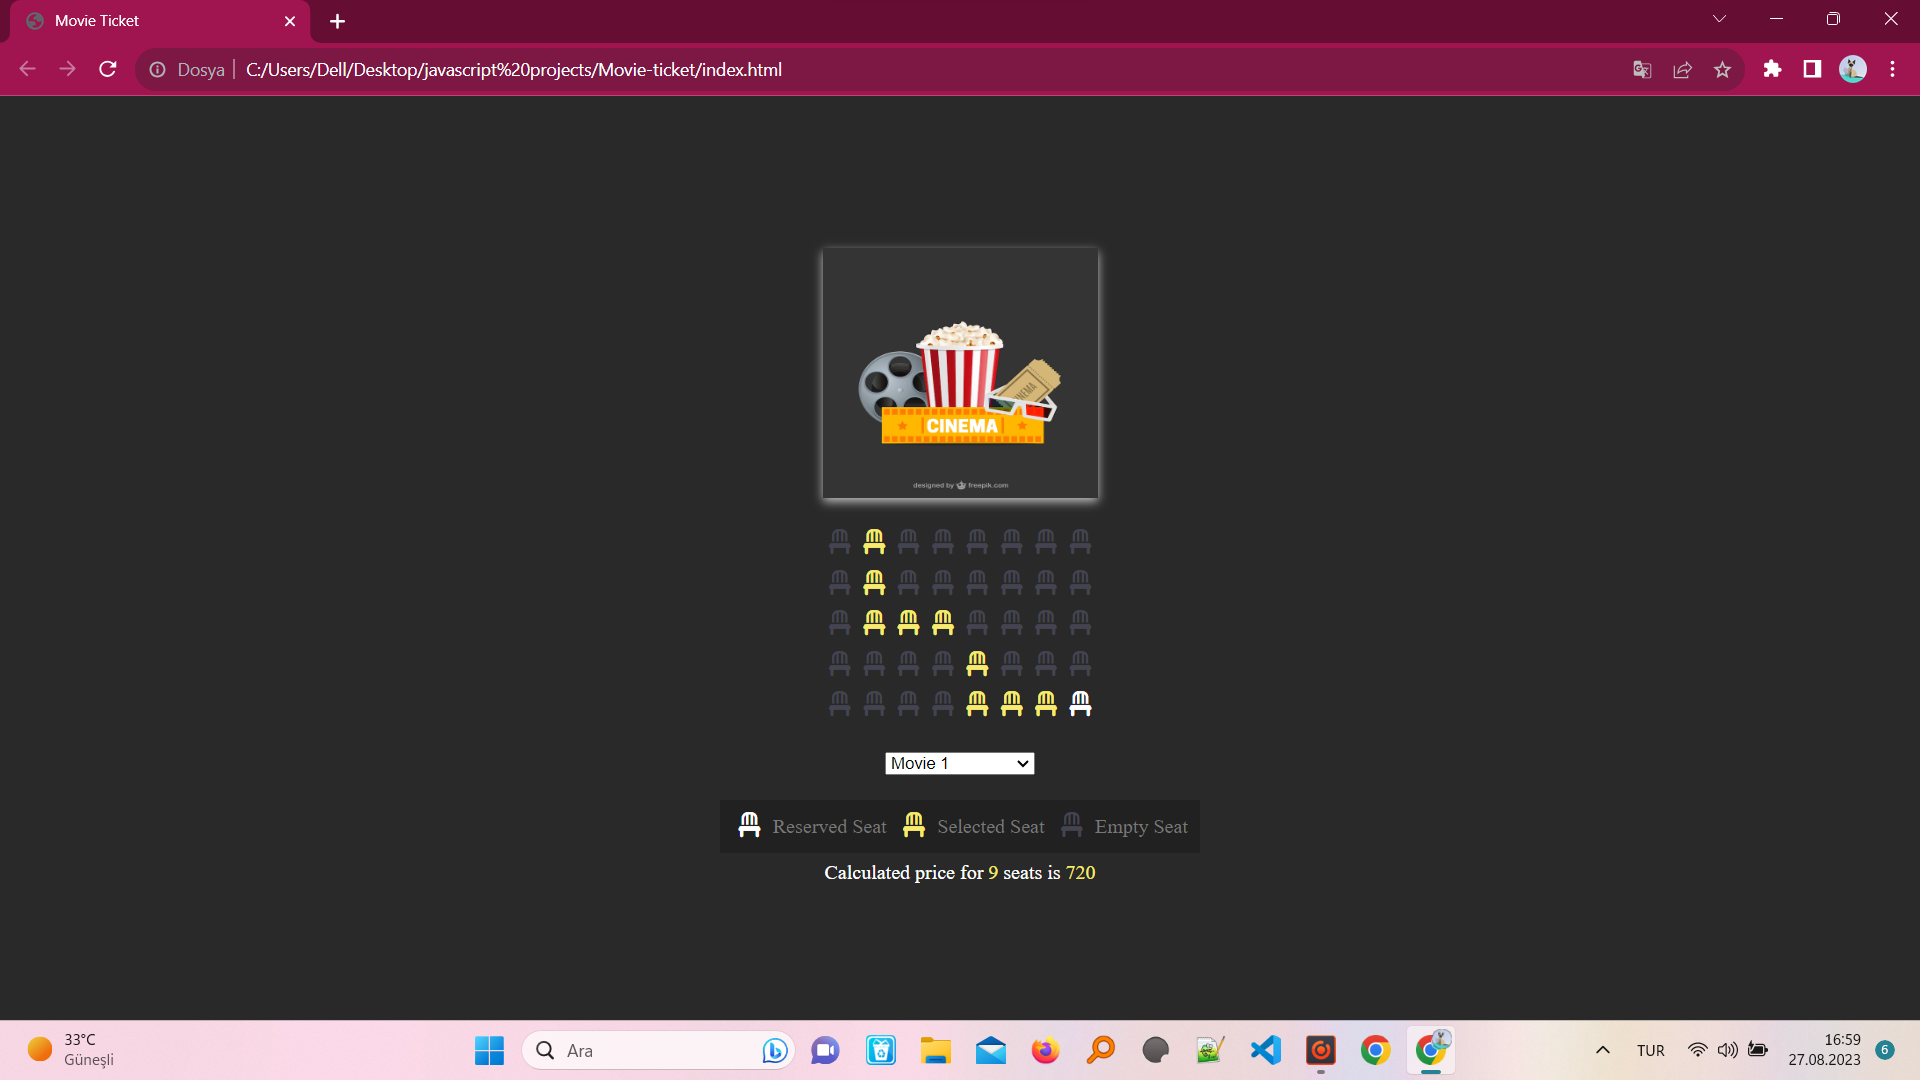 Movie Ticket
Dosya
C:/Users/Dell/Desktop/javascript%20projects/Movie-ticket/index.html
CINEMA
CINEMA
designed by freepik.com
Movie 1
Reserved Seat
Selected Seat
Empty Seat
Calculated price for 9 seats is 720
33°C
Güneşli
Ara
TUR
16:59
27.08.2023
6